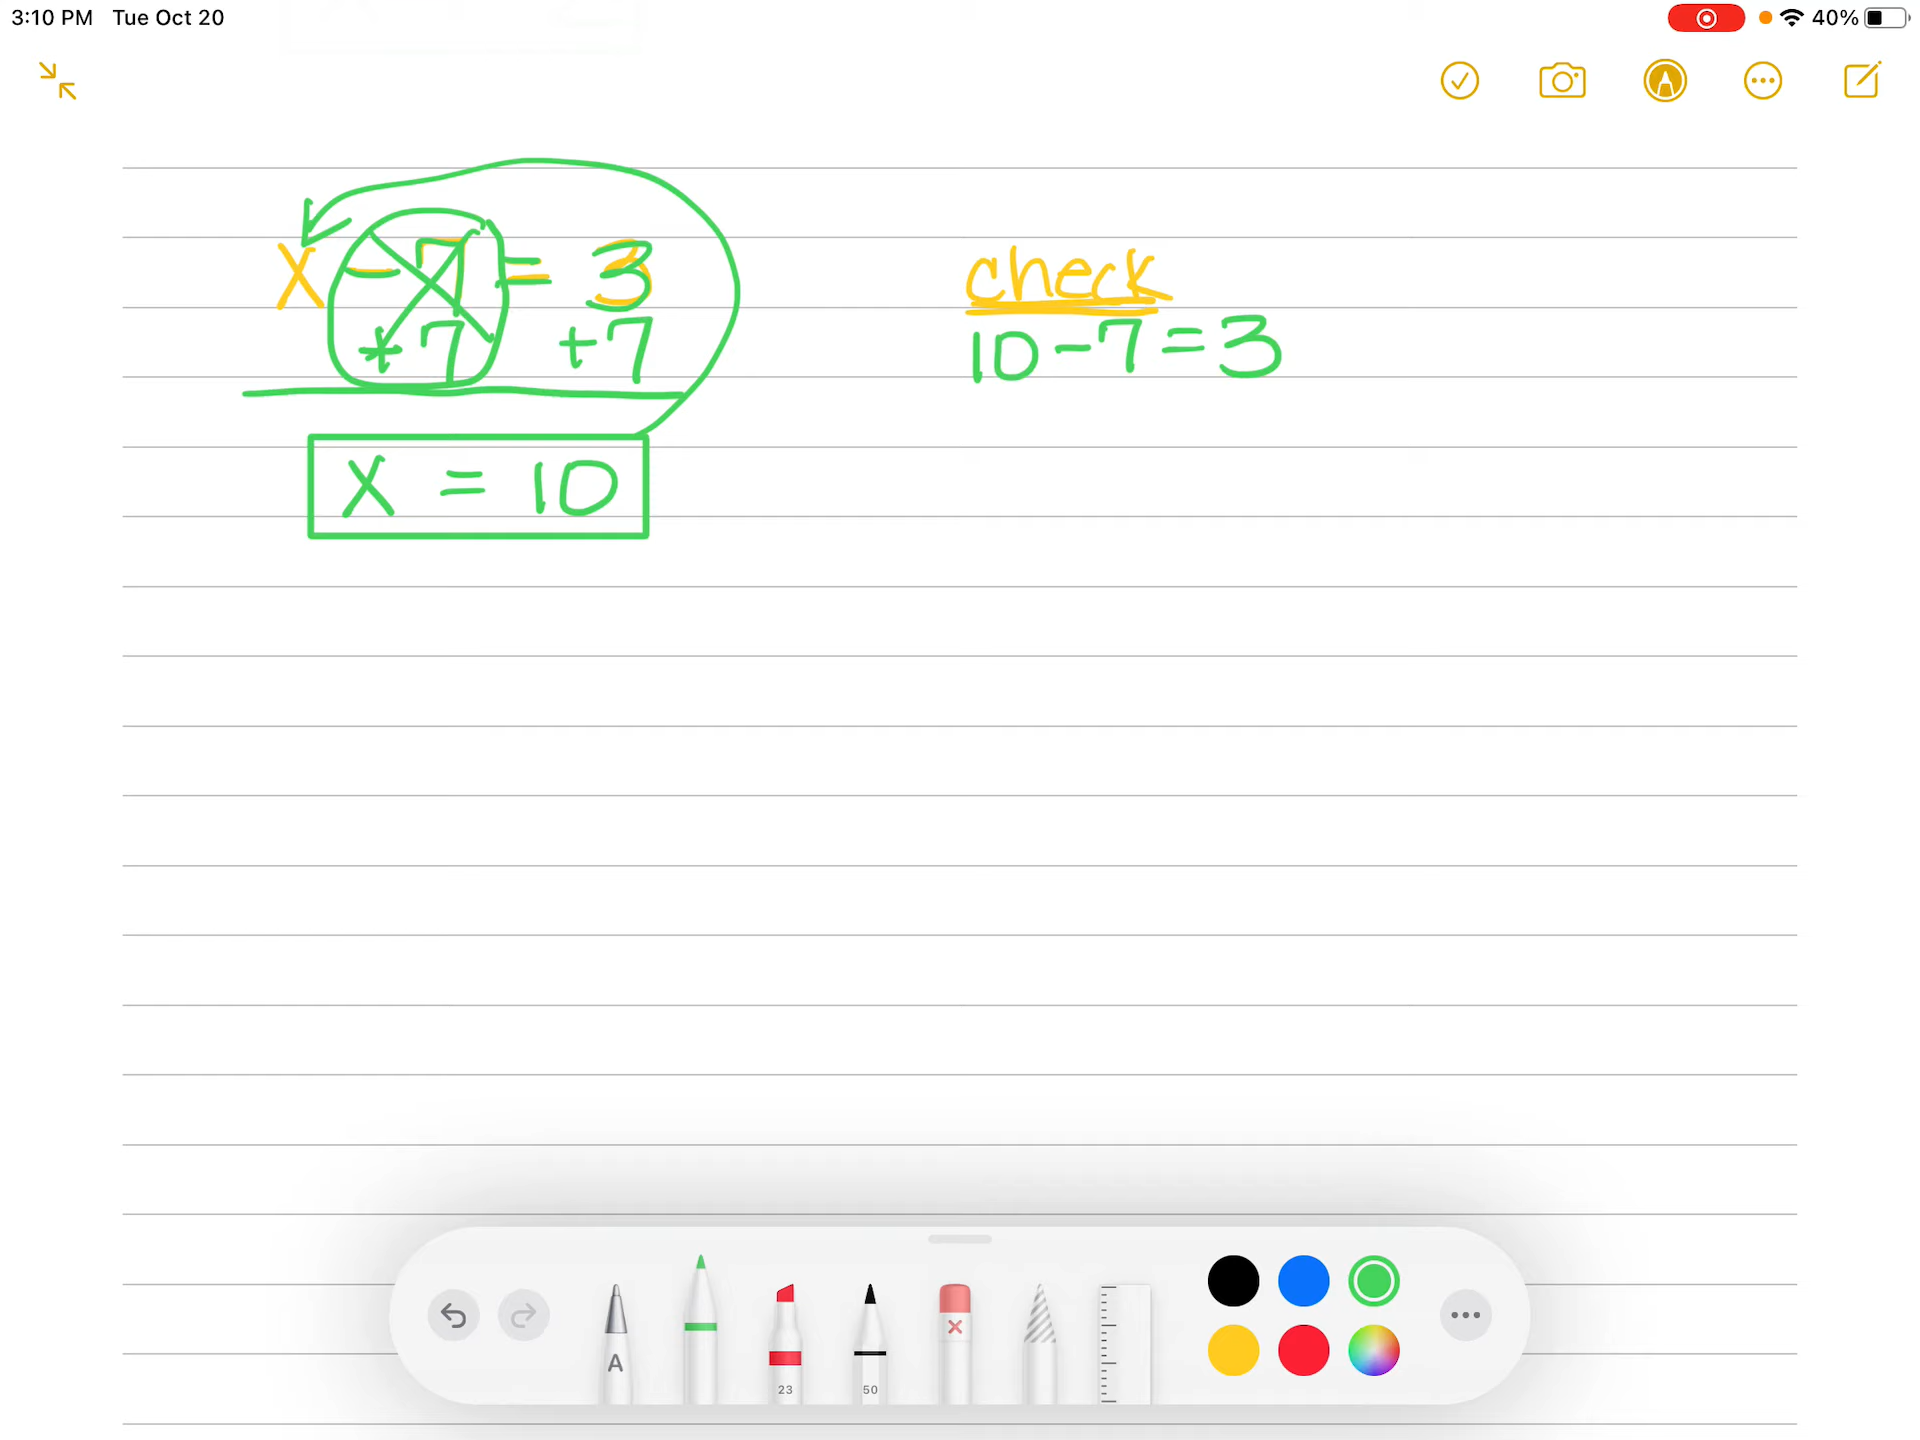 3:10 PM Tue Oct 20 40%
X - 7 = 3
+ 7 + 7
X = 10
check
10 - 7 = 3
A
23
50